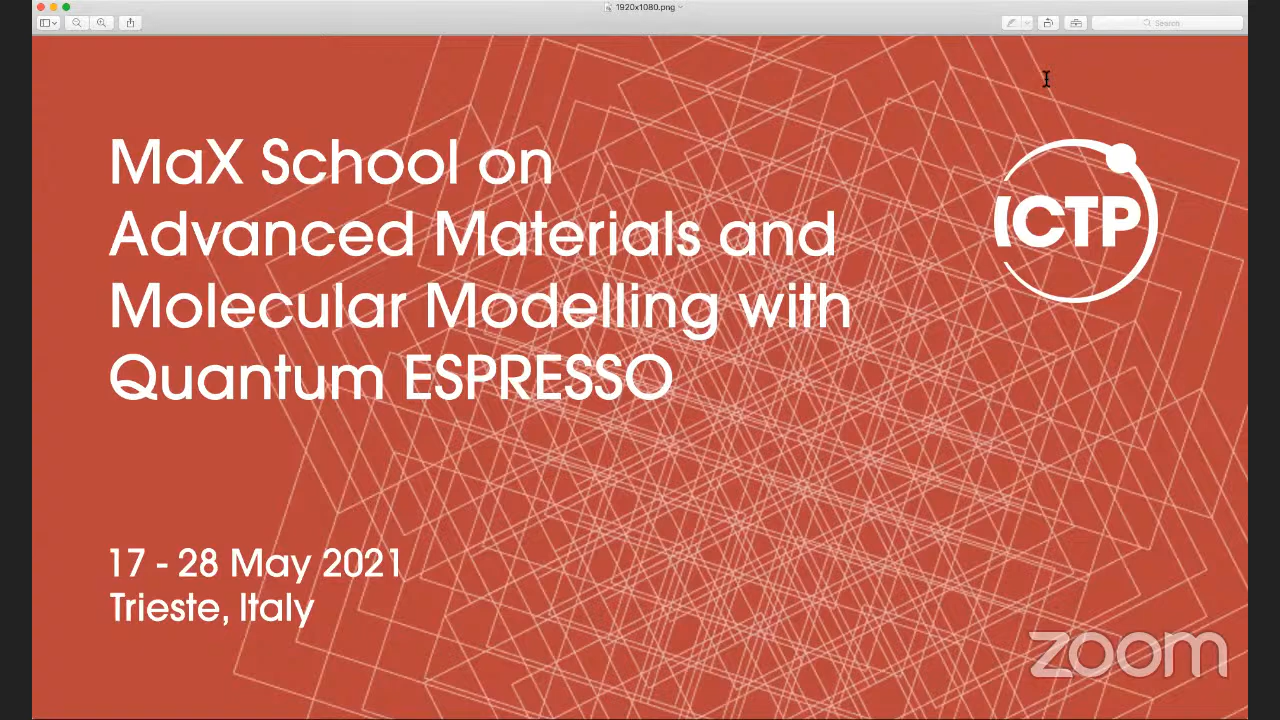 1920x1080.png
Search
MaX School on
Advanced Materials and
Molecular Modelling with
Quantum ESPRESSO
ICTP
17 - 28 May 2021
Trieste, Italy
zoom